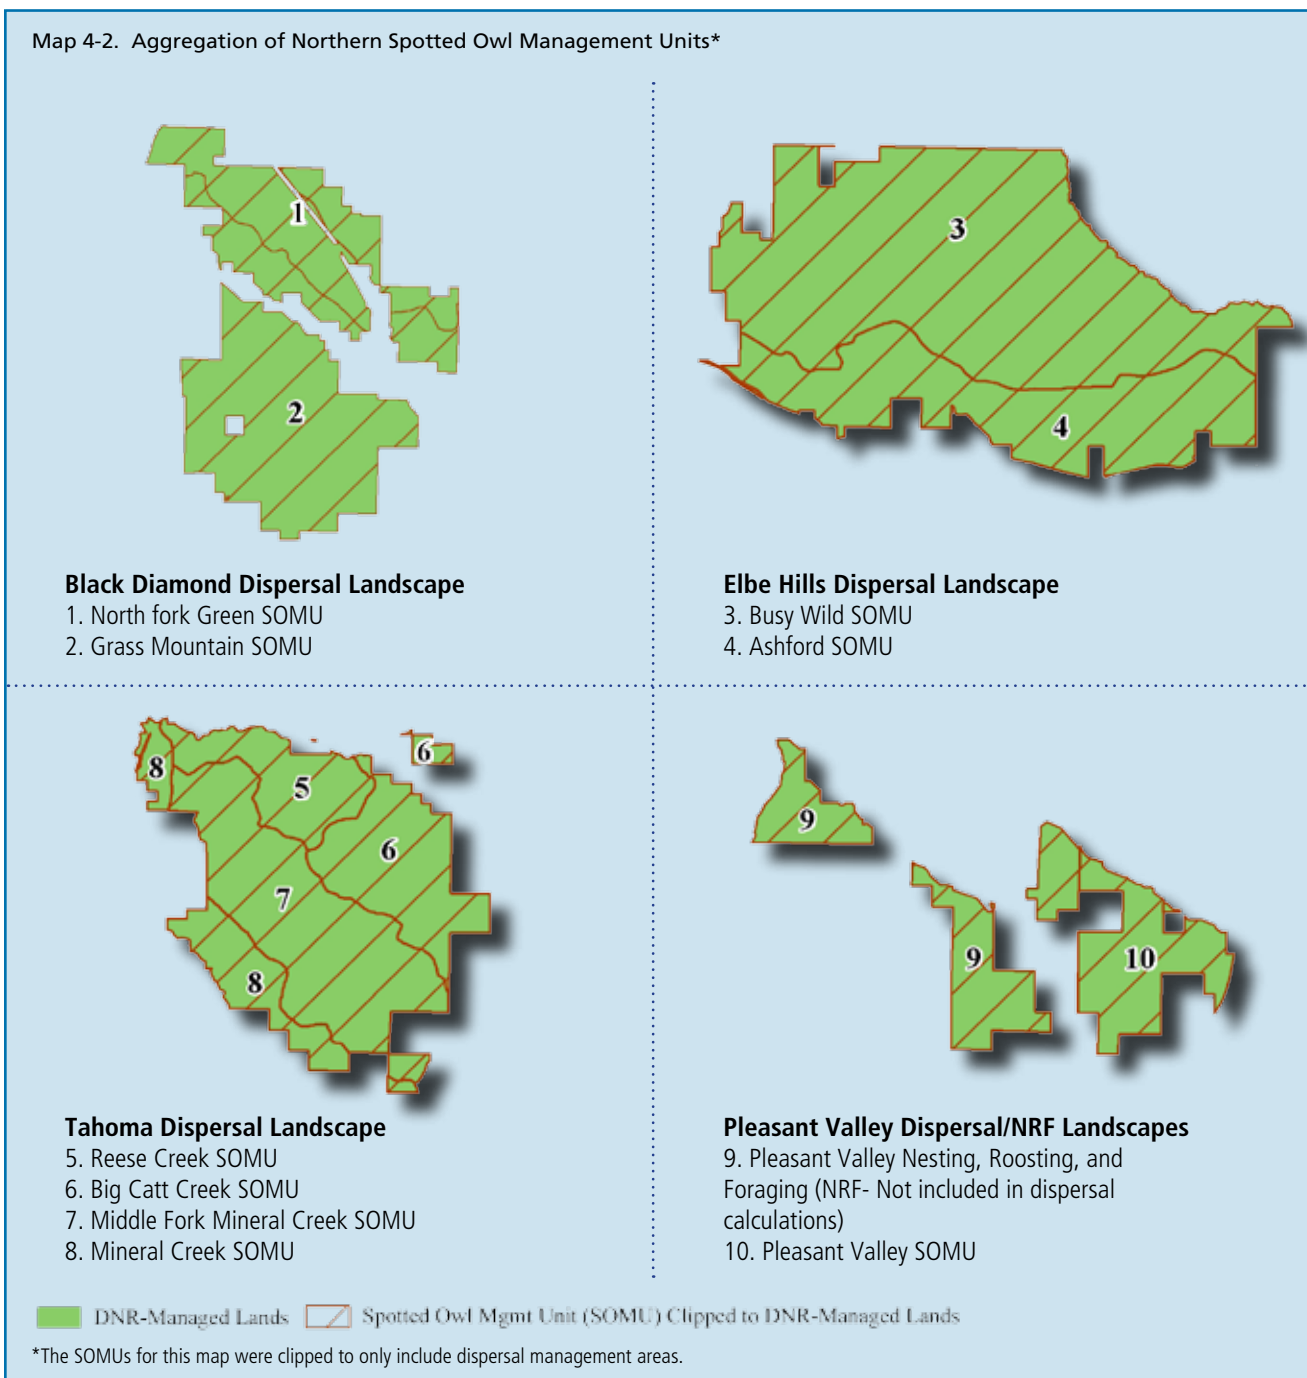 Map 4-2. Aggregation of Northern Spotted Owl Management Units*
1
2
Black Diamond Dispersal Landscape
1. North fork Green SOMU
2. Grass Mountain SOMU
3
4
Elbe Hills Dispersal Landscape
3. Busy Wild SOMU
4. Ashford SOMU
8
5
6
6
7
8
Tahoma Dispersal Landscape
5. Reese Creek SOMU
6. Big Catt Creek SOMU
7. Middle Fork Mineral Creek SOMU
8. Mineral Creek SOMU
9
9
10
Pleasant Valley Dispersal/NRF Landscapes
9. Pleasant Valley Nesting, Roosting, and
Foraging (NRF- Not included in dispersal
calculations)
10. Pleasant Valley SOMU
DNR-Managed Lands
Spotted Owl Mgmt Unit (SOMU) Clipped to DNR-Managed Lands
*The SOMUs for this map were clipped to only include dispersal management areas.